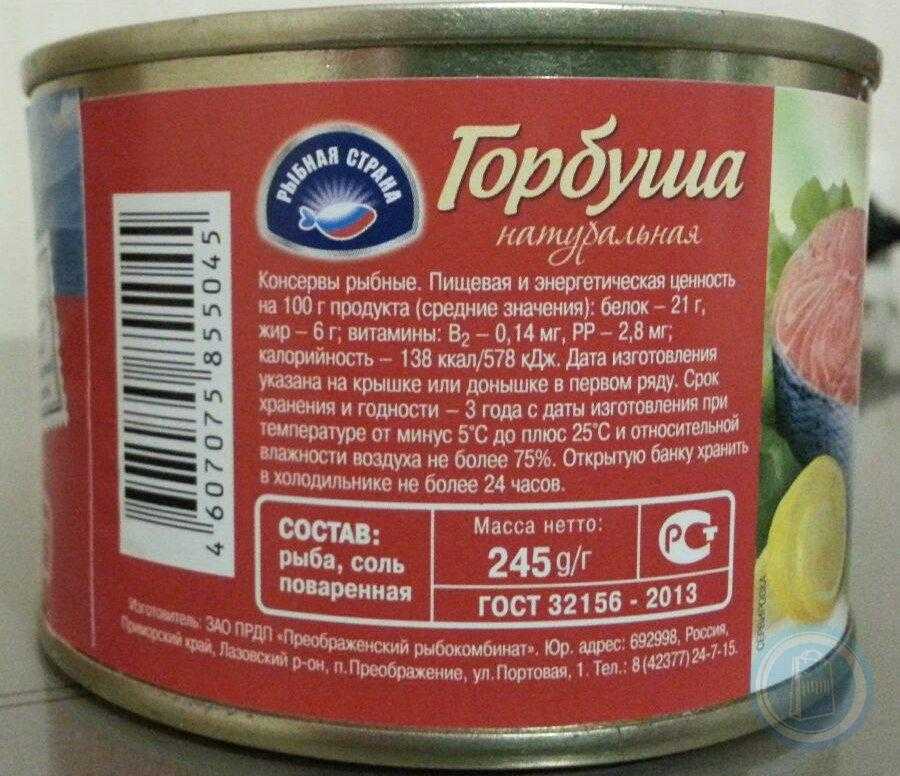 РЫБНАЯ СТРАНА
Горбуша
натуральная
Консервы рыбные. Пищевая и энергетическая ценность
на 100 г продукта (средние значения): белок – 21 г,
жир – 6 г; витамины: B₂ – 0,14 мг, PP – 2,8 мг;
калорийность – 138 ккал/578 кДж. Дата изготовления
указана на крышке или донышке в первом ряду. Срок
хранения и годности – 3 года с даты изготовления при
температуре от минус 5°С до плюс 25°С и относительной
влажности воздуха не более 75%. Открытую банку хранить
в холодильнике не более 24 часов.
СОСТАВ:
рыба, соль
поваренная
Масса нетто:
245 g/г
РСТ
ГОСТ 32156 - 2013
Изготовитель: ЗАО ПРДП «Преображенский рыбокомбинат». Юр. адрес: 692998, Россия,
Приморский край, Лазовский р-он, п. Преображение, ул. Портовая, 1. Тел.: 8 (42377) 24-7-15.
4 607075 855045